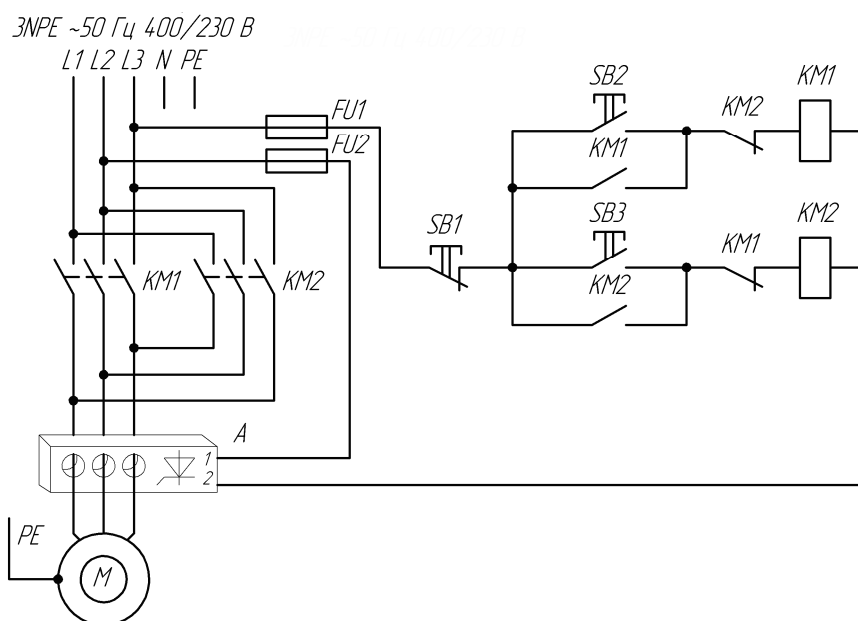 3NPE ~50 Гц 400/230 В
L1 L2 L3 N PE
FU1
FU2
SB2
KM1
KM2
KM1
SB1
SB3
KM1
KM2
KM2
KM1
KM2
A
1
2
PE
M